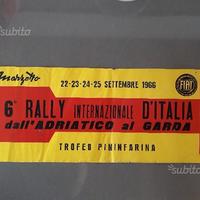 subito
Marzotto
22-23-24-25 SETTEMBRE 1966
FIAT
6° RALLY INTERNAZIONALE D'ITALIA
dall'ADRIATICO al GARDA
TROFEO PININFARINA
subito